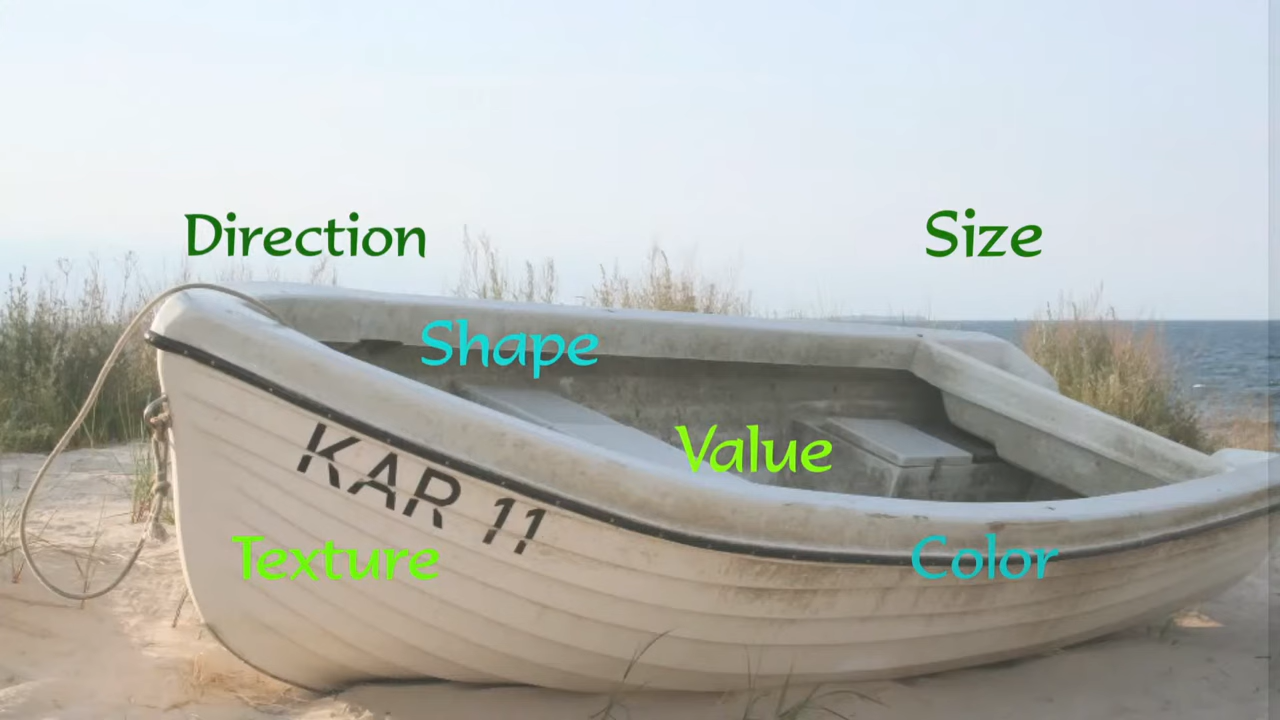 Direction
Size
Shape
Value
KAR 11
Texture
Color